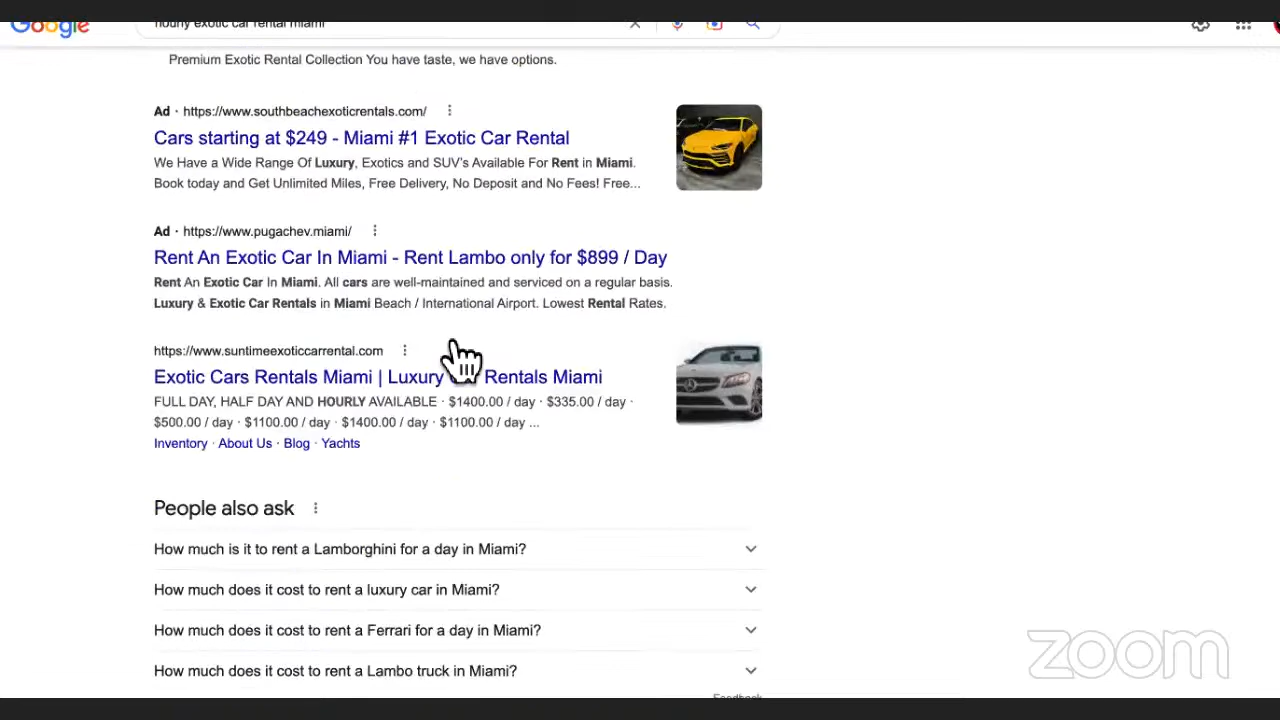 Google
hourly exotic car rental miami
Premium Exotic Rental Collection You have taste, we have options.
Ad · https://www.southbeachexoticrentals.com/
Cars starting at $249 - Miami #1 Exotic Car Rental
We Have a Wide Range Of Luxury, Exotics and SUV's Available For Rent in Miami.
Book today and Get Unlimited Miles, Free Delivery, No Deposit and No Fees! Free...
Ad · https://www.pugachev.miami/
Rent An Exotic Car In Miami - Rent Lambo only for $899 / Day
Rent An Exotic Car In Miami. All cars are well-maintained and serviced on a regular basis.
Luxury & Exotic Car Rentals in Miami Beach / International Airport. Lowest Rental Rates.
https://www.suntimeexoticcarrental.com
Exotic Cars Rentals Miami | Luxury Rentals Miami
FULL DAY, HALF DAY AND HOURLY AVAILABLE · $1400.00 / day · $335.00 / day ·
$500.00 / day · $1100.00 / day · $1400.00 / day · $1100.00 / day ...
Inventory · About Us · Blog · Yachts
People also ask
How much is it to rent a Lamborghini for a day in Miami?
How much does it cost to rent a luxury car in Miami?
How much does it cost to rent a Ferrari for a day in Miami?
How much does it cost to rent a Lambo truck in Miami?
Feedback
zoom